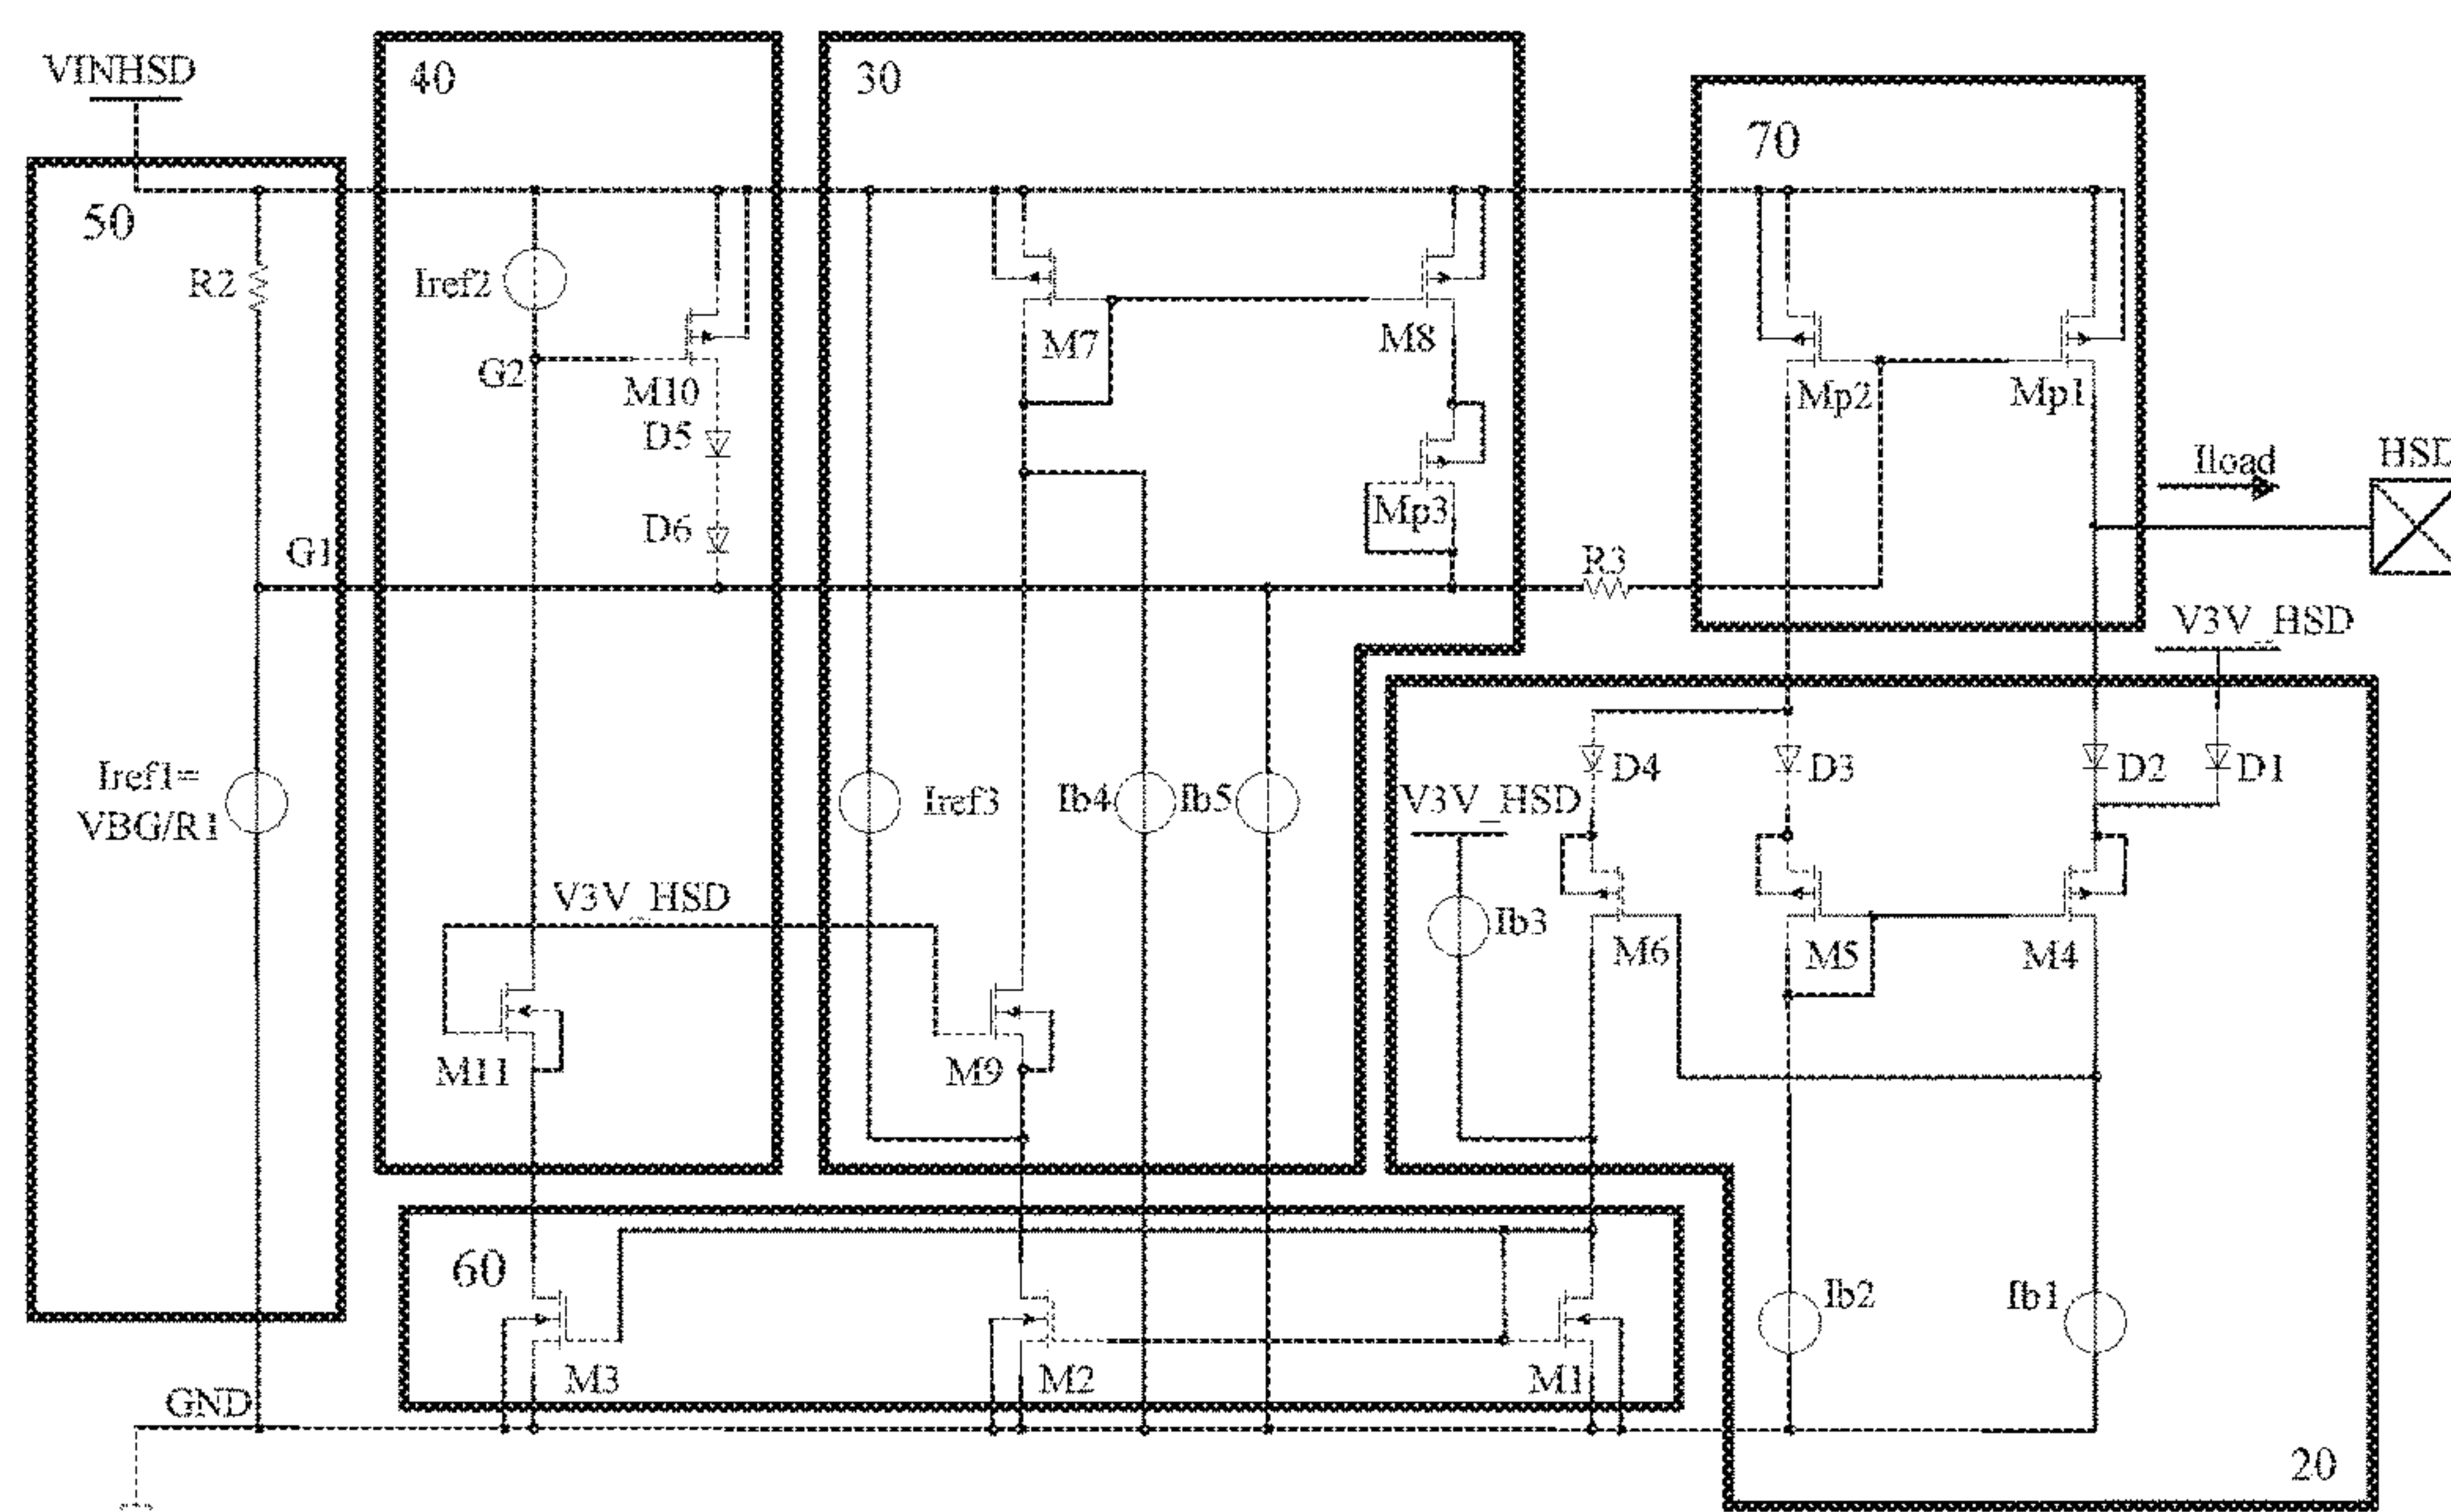 VINHSD
40
30
70
50
R2
Iref2
G2
M10
M7
M8
Mp2
Mp1
D5
D6
Mp3
Iload
HSD
G1
R3
V3V_HSD
Iref1=
VBG/R1
Iref3
Ib4
Ib5
V3V_HSD
D4
D3
D2
D1
V3V_HSD
Ib3
M6
M5
M4
M11
M9
60
Ib2
Ib1
M3
M2
M1
GND
20